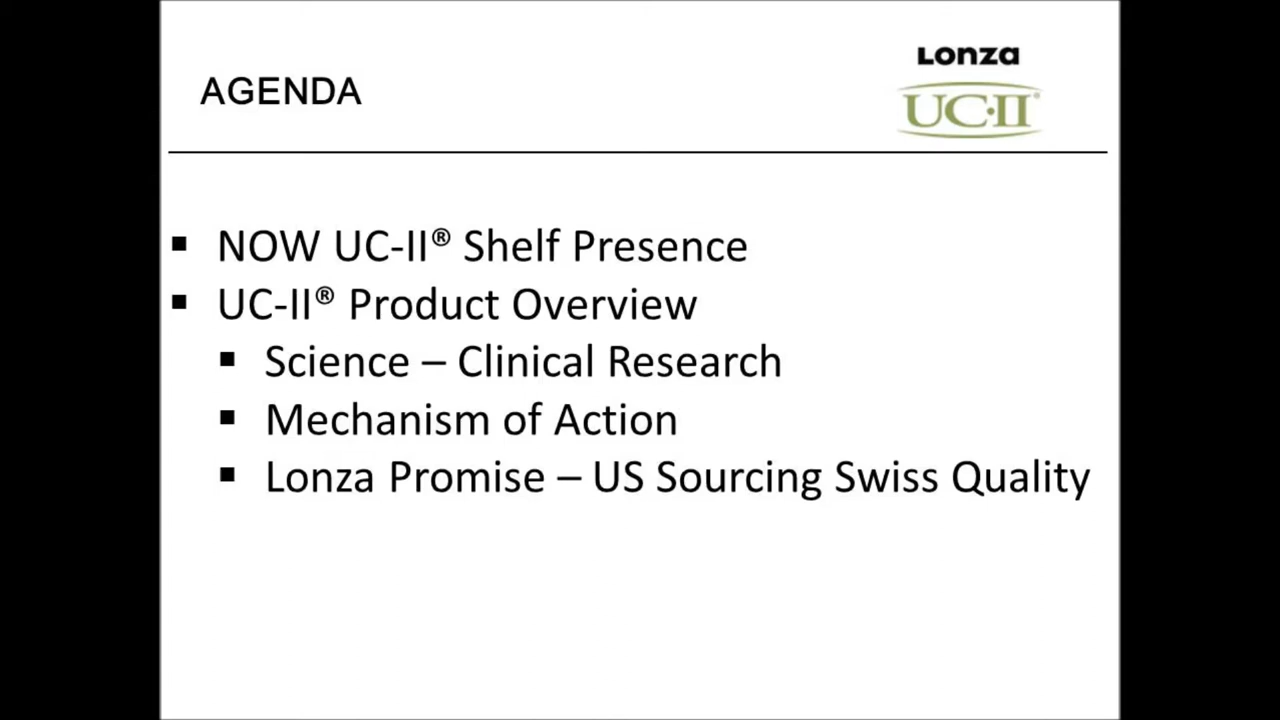 AGENDA
Lonza
UC·II®
▪ NOW UC-II® Shelf Presence
▪ UC-II® Product Overview
▪ Science – Clinical Research
▪ Mechanism of Action
▪ Lonza Promise – US Sourcing Swiss Quality